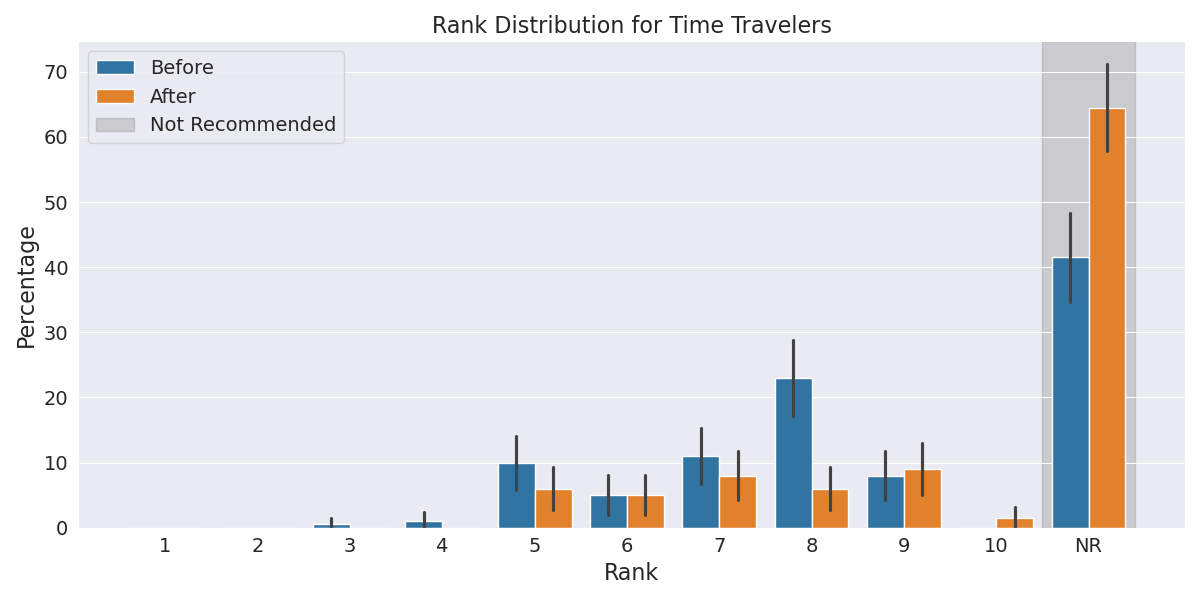 Rank Distribution for Time Travelers
Before
After
Not Recommended
Percentage
70
60
50
40
30
20
10
0
1 2 3 4 5 6 7 8 9 10 NR
Rank